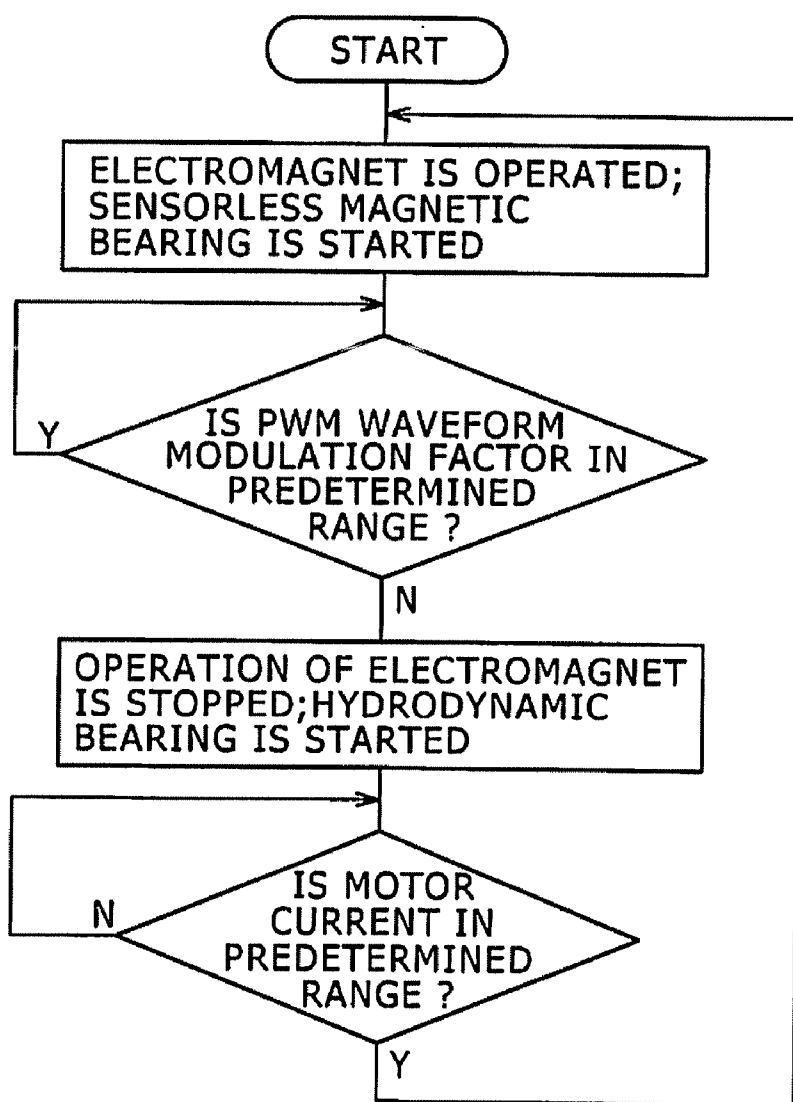 START
ELECTROMAGNET IS OPERATED;
SENSORLESS MAGNETIC
BEARING IS STARTED
Y
IS PWM WAVEFORM
MODULATION FACTOR IN
PREDETERMINED
RANGE ?
N
OPERATION OF ELECTROMAGNET
IS STOPPED;HYDRODYNAMIC
BEARING IS STARTED
N
IS MOTOR
CURRENT IN
PREDETERMINED
RANGE ?
Y